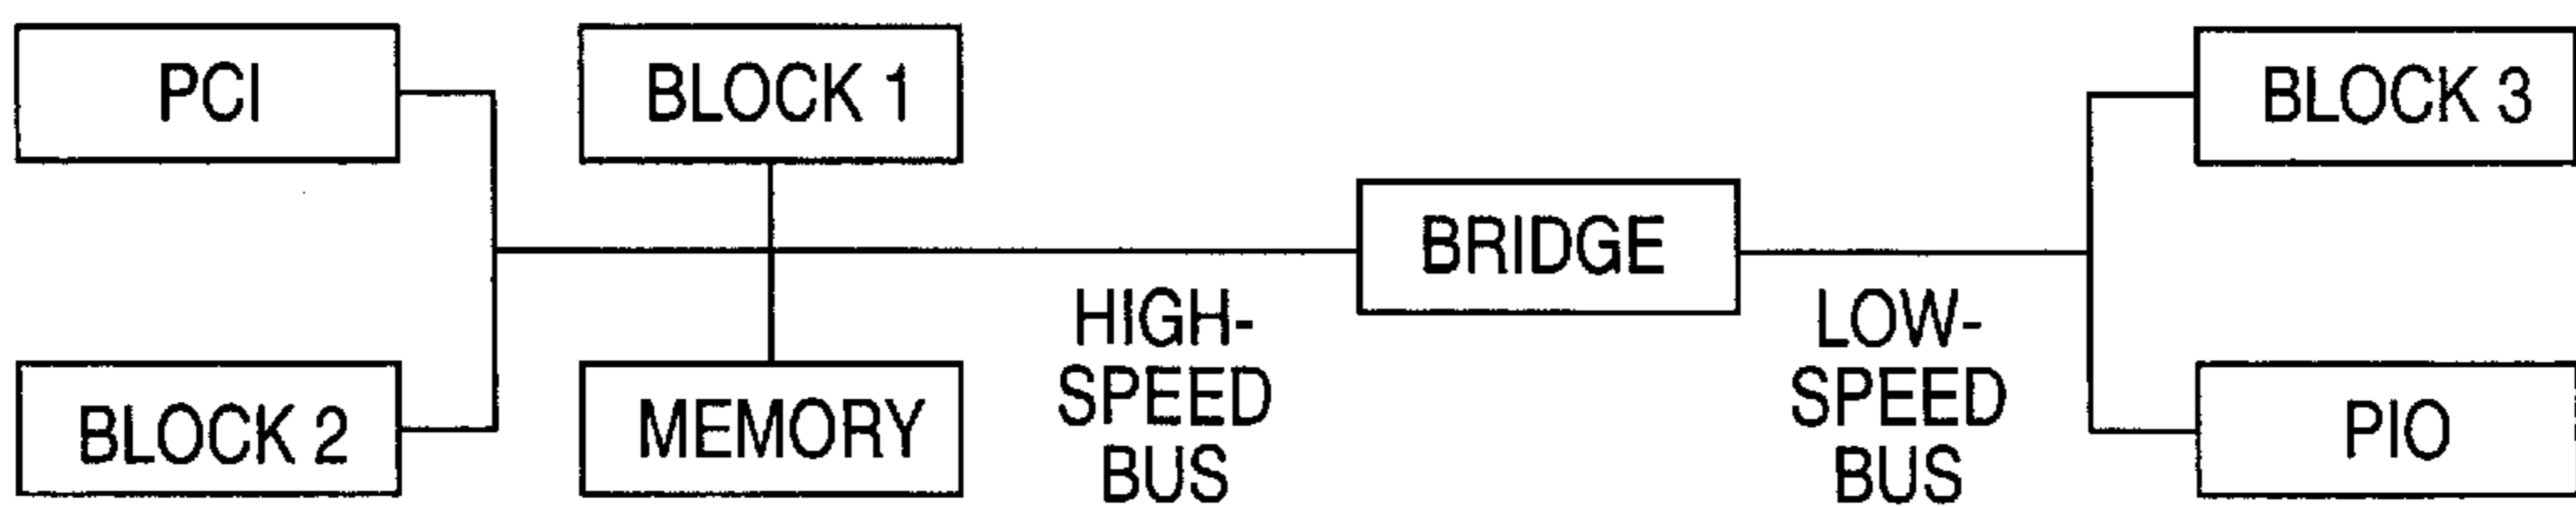 PCI
BLOCK 1
BLOCK 3
BRIDGE
HIGH-
SPEED
BUS
LOW-
SPEED
BUS
BLOCK 2
MEMORY
PIO